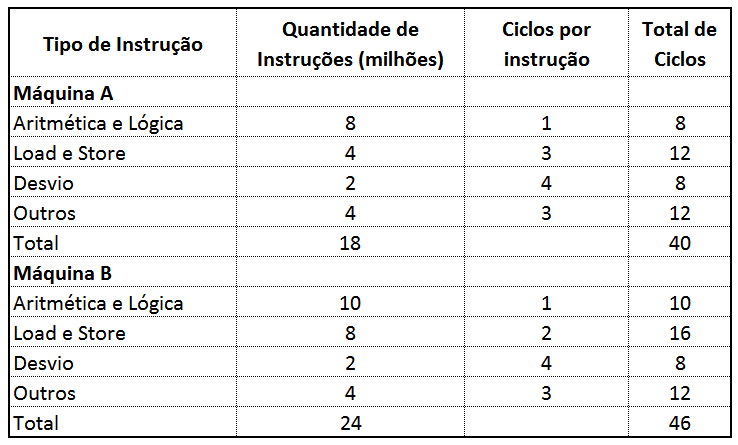 Tipo de Instrução Quantidade de Instruções (milhões) Ciclos por instrução Total de Ciclos
Máquina A
Aritmética e Lógica 8 1 8
Load e Store 4 3 12
Desvio 2 4 8
Outros 4 3 12
Total 18 40
Máquina B
Aritmética e Lógica 10 1 10
Load e Store 8 2 16
Desvio 2 4 8
Outros 4 3 12
Total 24 46